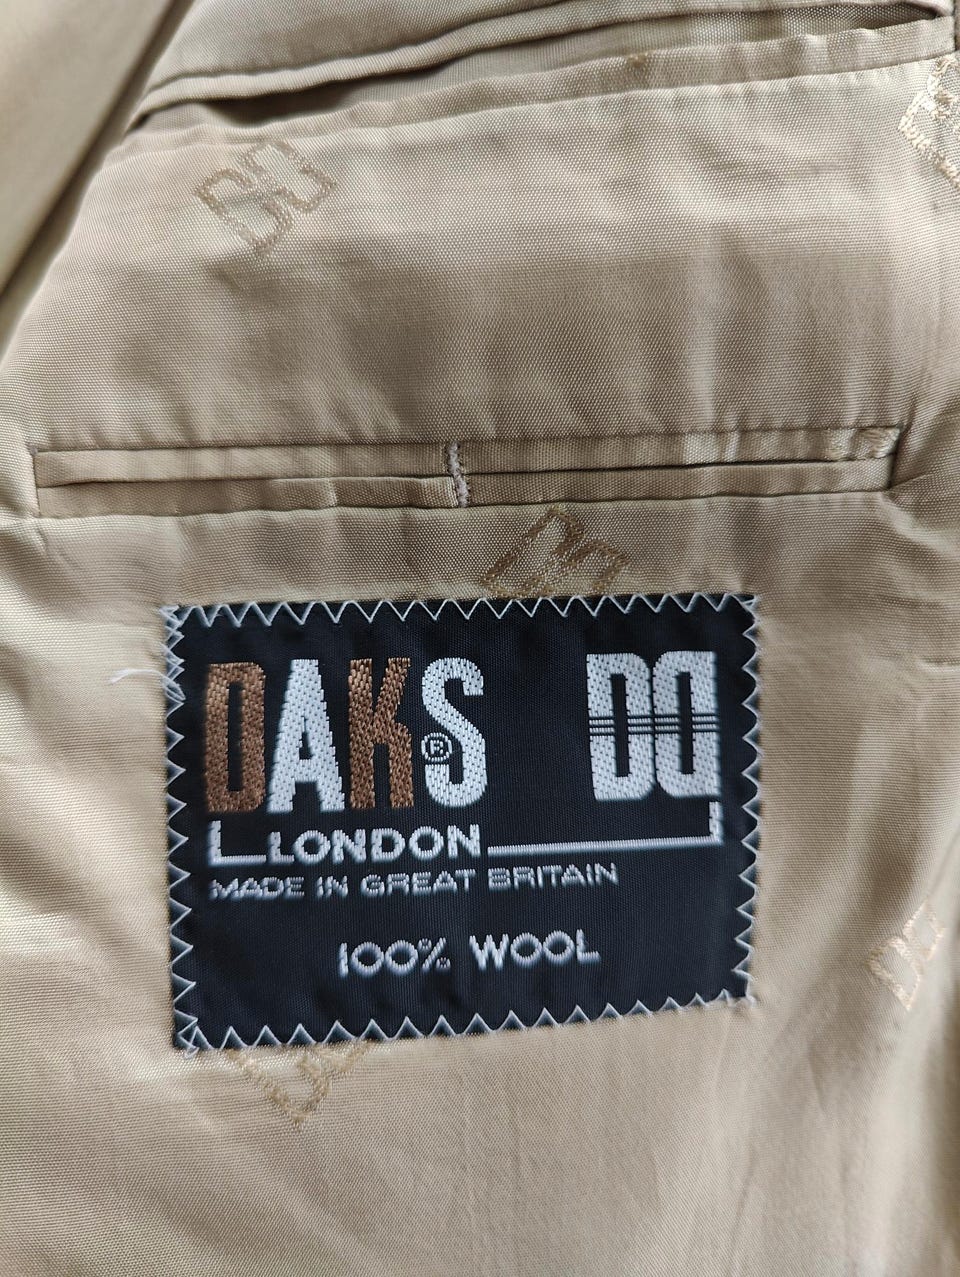 DAKS® DD
LONDON
MADE IN GREAT BRITAIN
100% WOOL